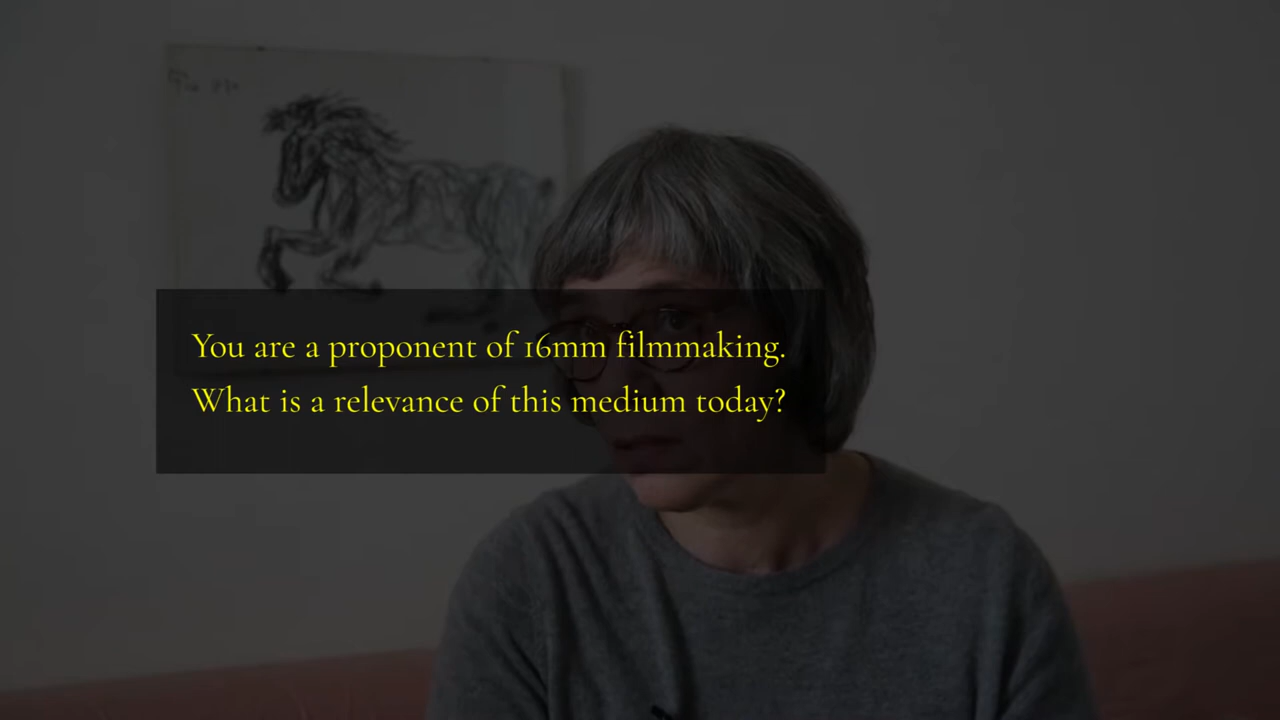 You are a proponent of 16mm filmmaking.
What is a relevance of this medium today?